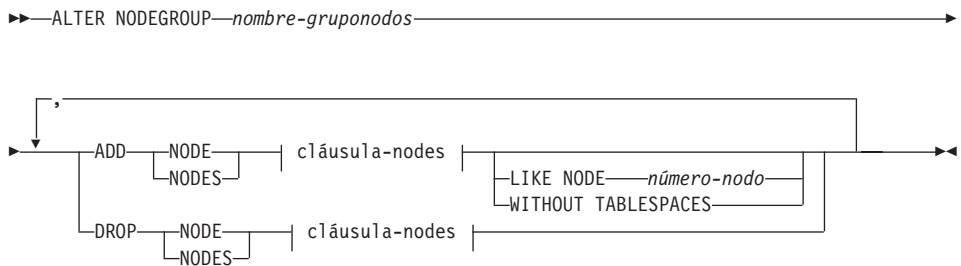 ALTER NODEGROUP nombre-gruponodos
,
ADD NODE cláusula-nodes
NODES LIKE NODE número-nodo
WITHOUT TABLESPACES
DROP NODE cláusula-nodes
NODES